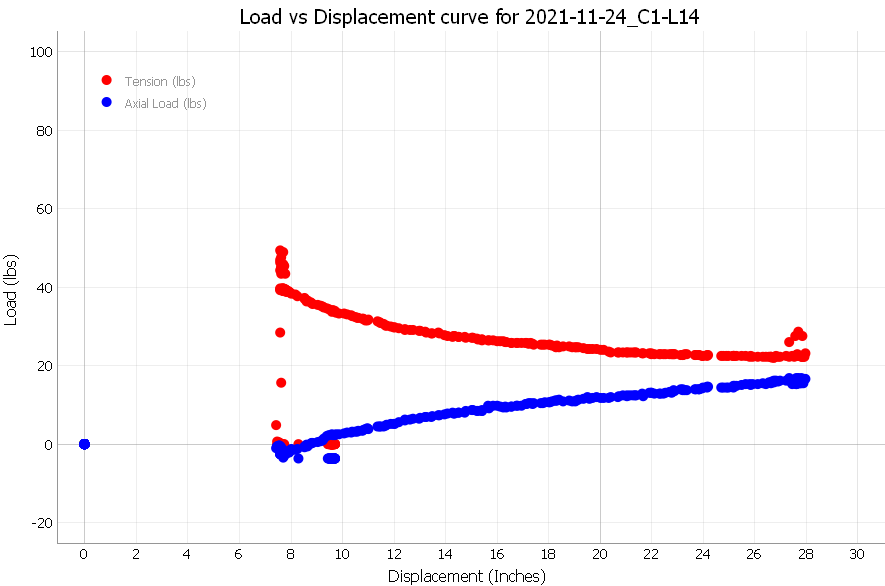 Load vs Displacement curve for 2021-11-24_C1-L14
100
Tension (lbs)
Axial Load (lbs)
80
60
Load (lbs)
40
20
0
-20
0 2 4 6 8 10 12 14 16 18 20 22 24 26 28 30
Displacement (Inches)